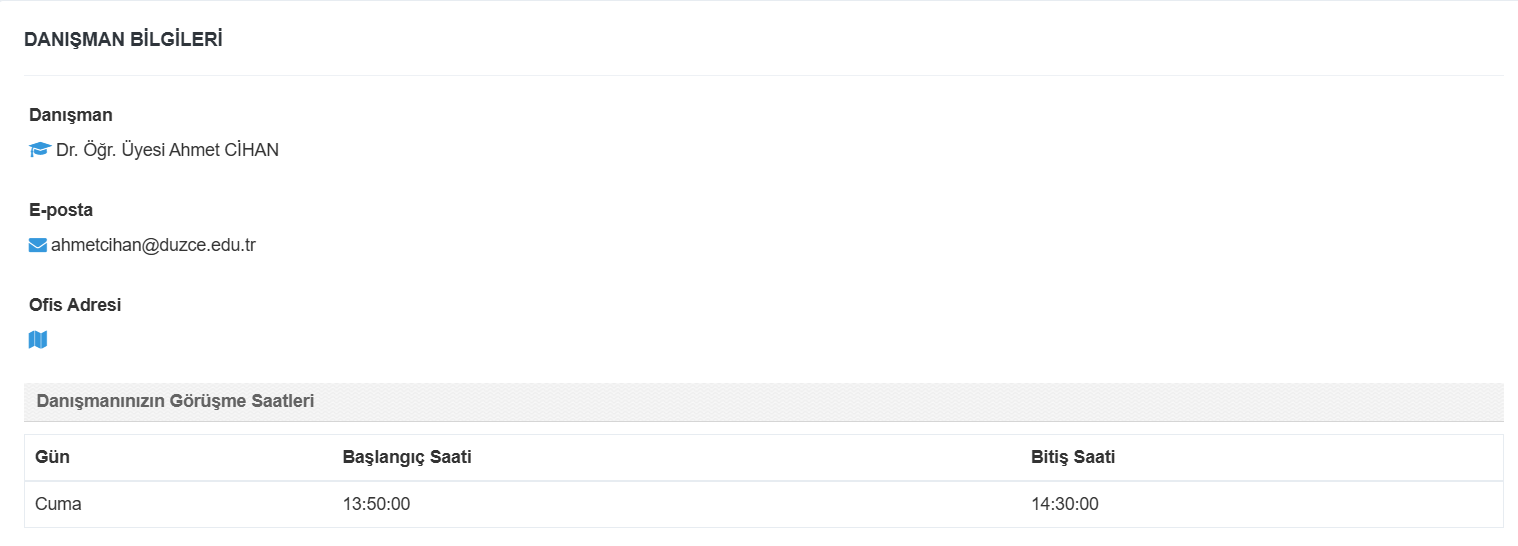 DANIŞMAN BİLGİLERİ
Danışman
Dr. Öğr. Üyesi Ahmet CİHAN
E-posta
ahmetcihan@duzce.edu.tr
Ofis Adresi
Danışmanınızın Görüşme Saatleri
Gün Başlangıç Saati Bitiş Saati
Cuma 13:50:00 14:30:00